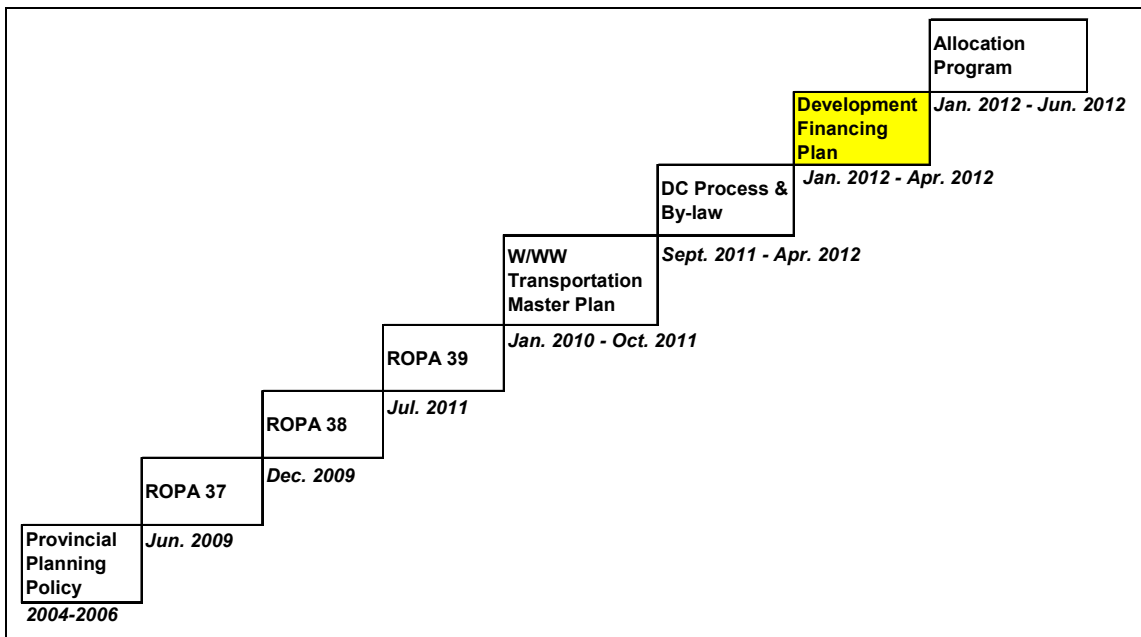 Allocation
Program
Jan. 2012 - Jun. 2012
Development
Financing
Plan
Jan. 2012 - Apr. 2012
DC Process &
By-law
Sept. 2011 - Apr. 2012
W/WW
Transportation
Master Plan
Jan. 2010 - Oct. 2011
ROPA 39
Jul. 2011
ROPA 38
Dec. 2009
ROPA 37
Jun. 2009
Provincial
Planning
Policy
2004-2006